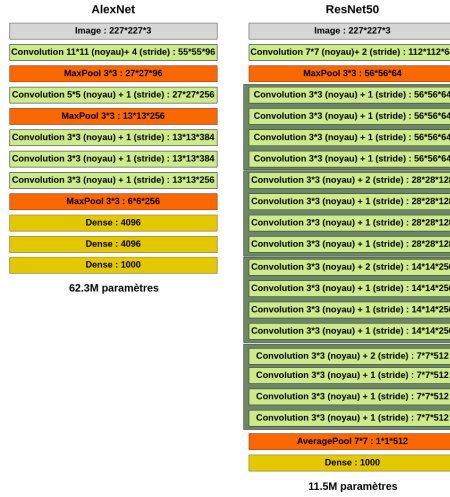 AlexNet
Image : 227*227*3
Convolution 11*11 (noyau)+ 4 (stride) : 55*55*96
MaxPool 3*3 : 27*27*96
Convolution 5*5 (noyau) + 1 (stride) : 27*27*256
MaxPool 3*3 : 13*13*256
Convolution 3*3 (noyau) + 1 (stride) : 13*13*384
Convolution 3*3 (noyau) + 1 (stride) : 13*13*384
Convolution 3*3 (noyau) + 1 (stride) : 13*13*256
MaxPool 3*3 : 6*6*256
Dense : 4096
Dense : 4096
Dense : 1000
62.3M paramètres
ResNet50
Image : 227*227*3
Convolution 7*7 (noyau)+ 2 (stride) : 112*112*6
MaxPool 3*3 : 56*56*64
Convolution 3*3 (noyau) + 1 (stride) : 56*56*64
Convolution 3*3 (noyau) + 1 (stride) : 56*56*64
Convolution 3*3 (noyau) + 1 (stride) : 56*56*64
Convolution 3*3 (noyau) + 1 (stride) : 56*56*64
Convolution 3*3 (noyau) + 2 (stride) : 28*28*128
Convolution 3*3 (noyau) + 1 (stride) : 28*28*128
Convolution 3*3 (noyau) + 1 (stride) : 28*28*128
Convolution 3*3 (noyau) + 1 (stride) : 28*28*128
Convolution 3*3 (noyau) + 2 (stride) : 14*14*256
Convolution 3*3 (noyau) + 1 (stride) : 14*14*256
Convolution 3*3 (noyau) + 1 (stride) : 14*14*256
Convolution 3*3 (noyau) + 1 (stride) : 14*14*256
Convolution 3*3 (noyau) + 2 (stride) : 7*7*512
Convolution 3*3 (noyau) + 1 (stride) : 7*7*512
Convolution 3*3 (noyau) + 1 (stride) : 7*7*512
Convolution 3*3 (noyau) + 1 (stride) : 7*7*512
AveragePool 7*7 : 1*1*512
Dense : 1000
11.5M paramètres